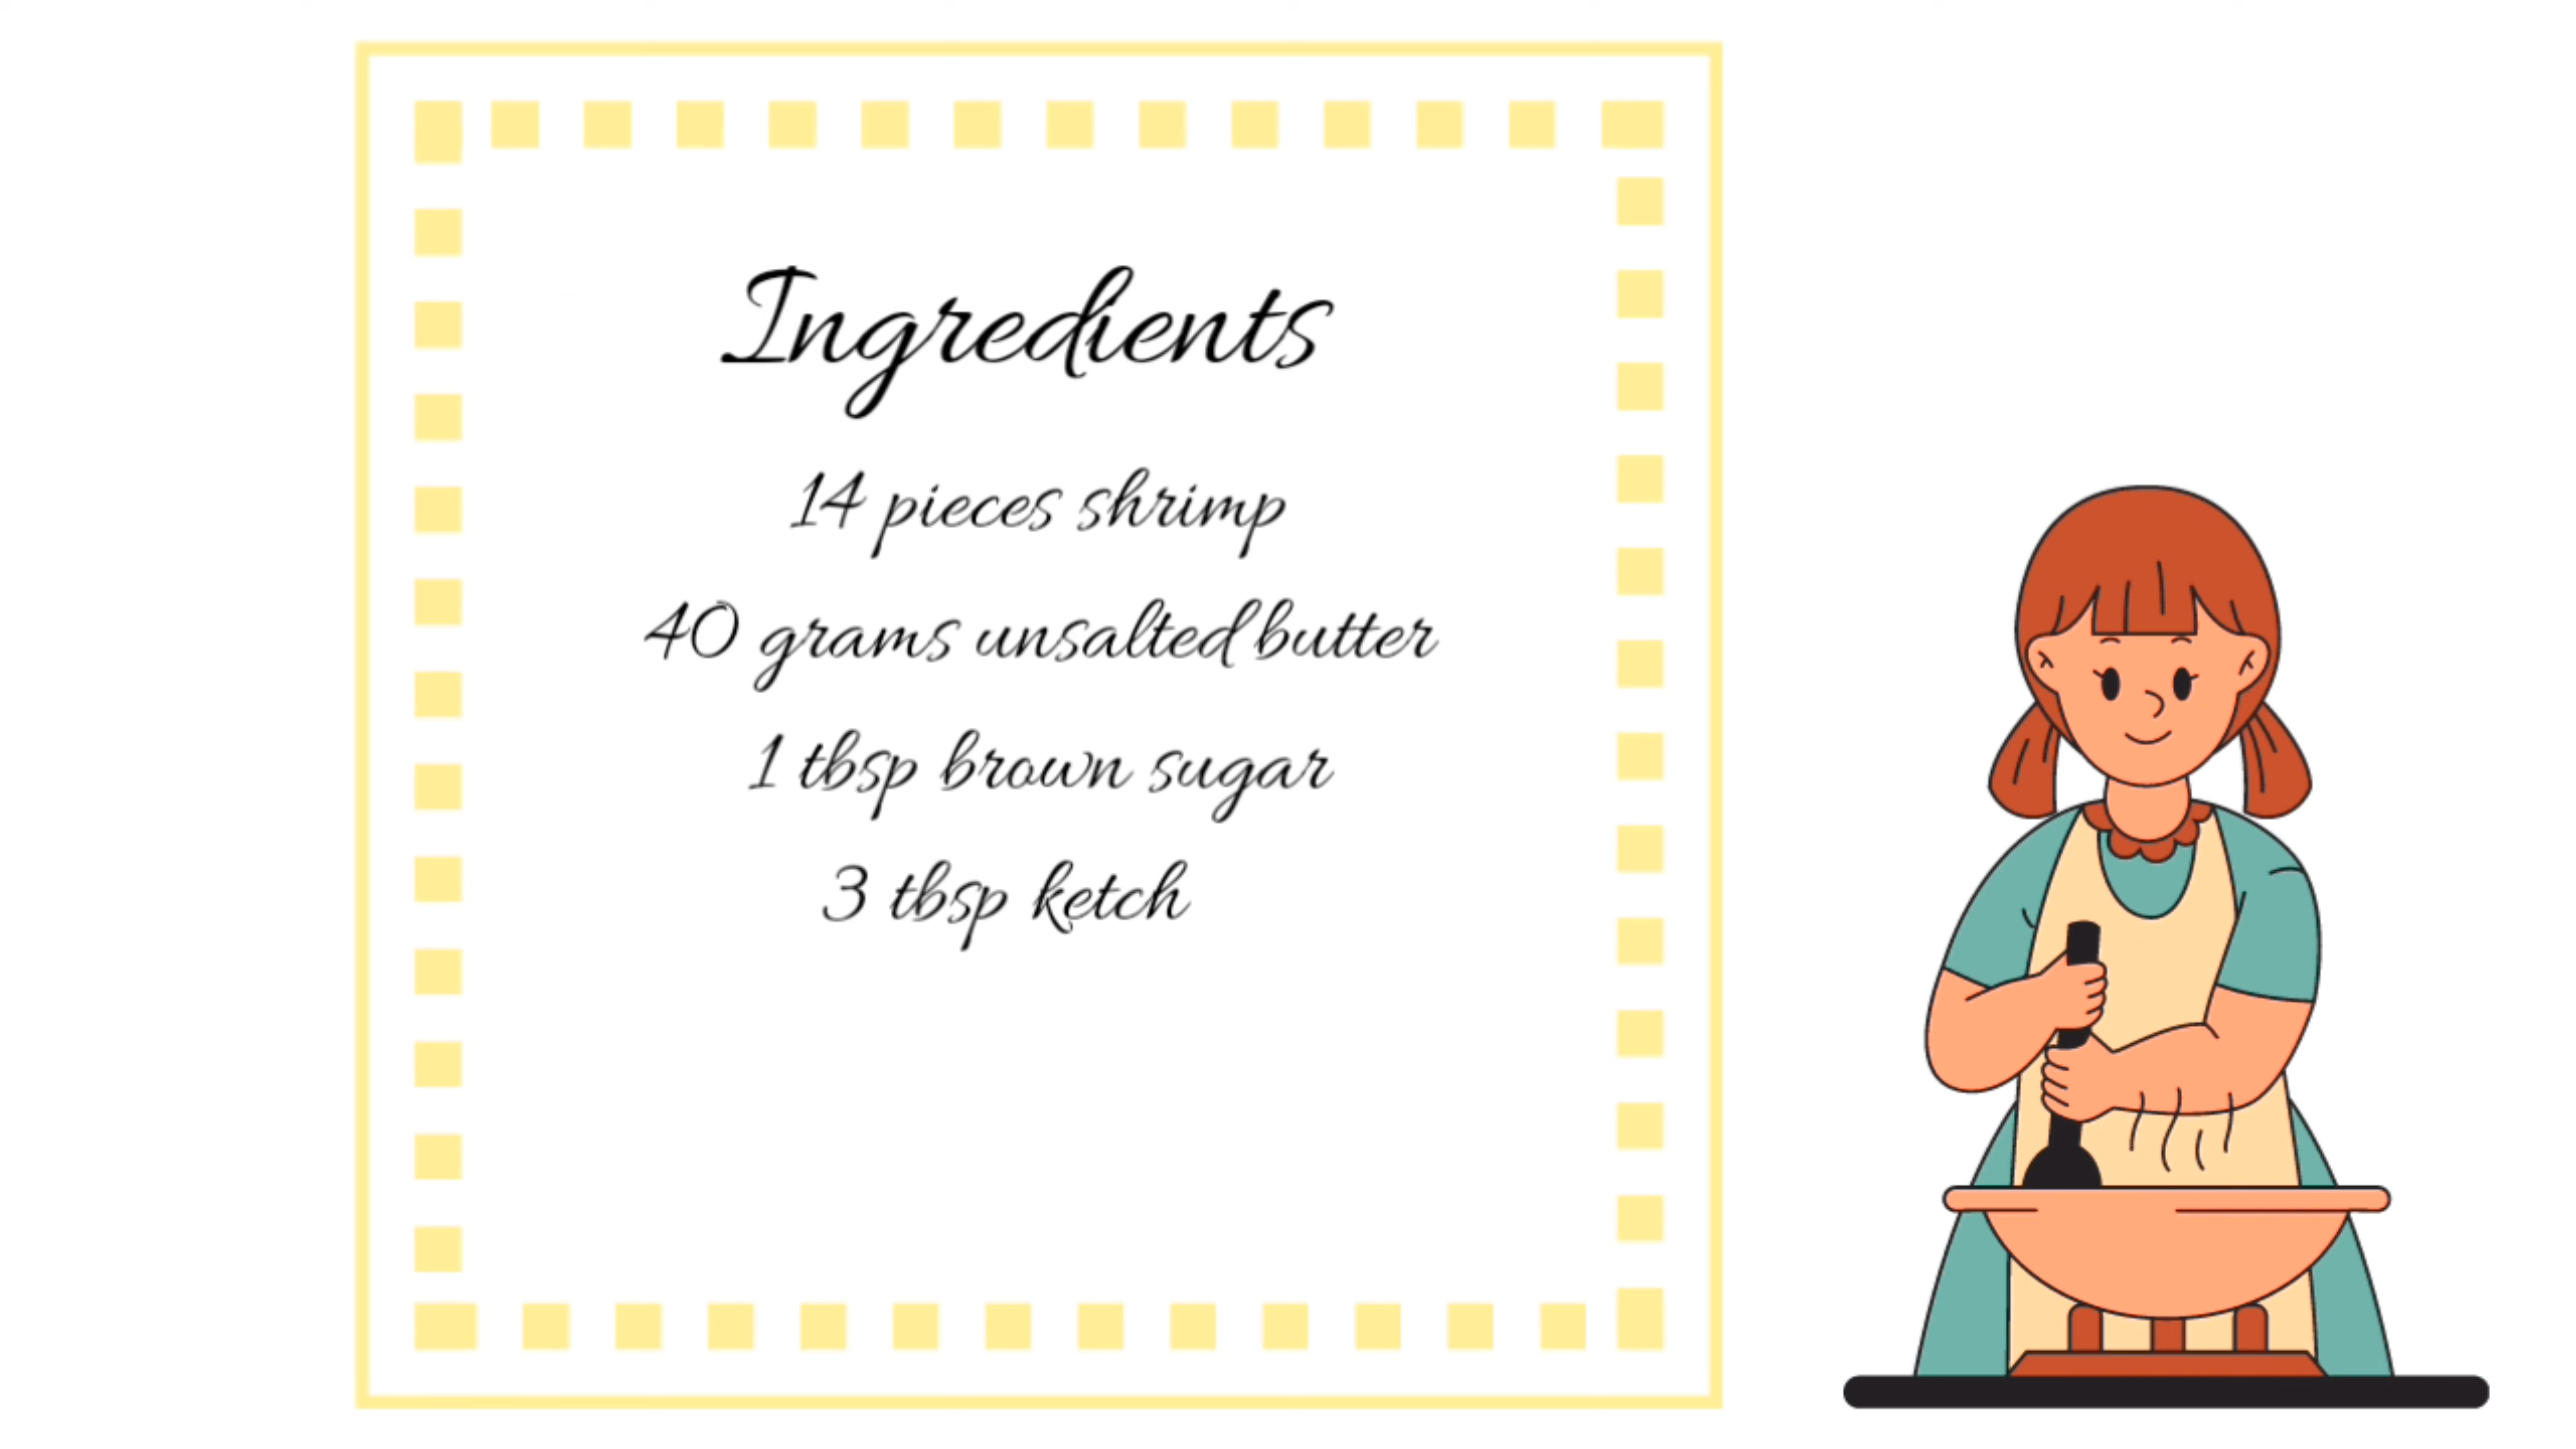 Ingredients
14 pieces shrimp
40 grams unsalted butter
1 tbsp brown sugar
3 tbsp ketch